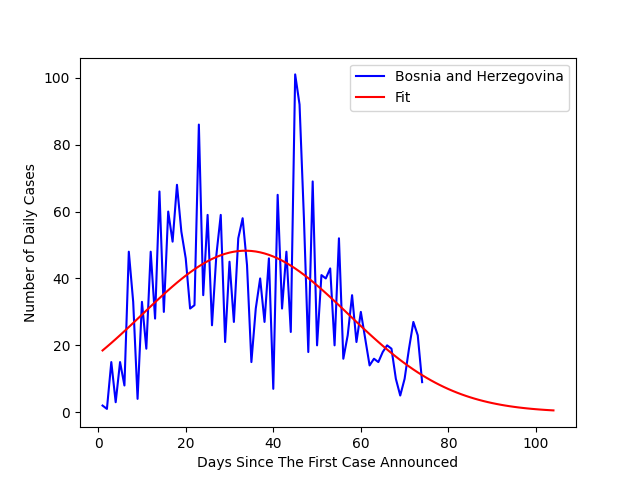 Bosnia and Herzegovina
Fit
Number of Daily Cases
100
80
60
40
20
0
0 20 40 60 80 100
Days Since The First Case Announced